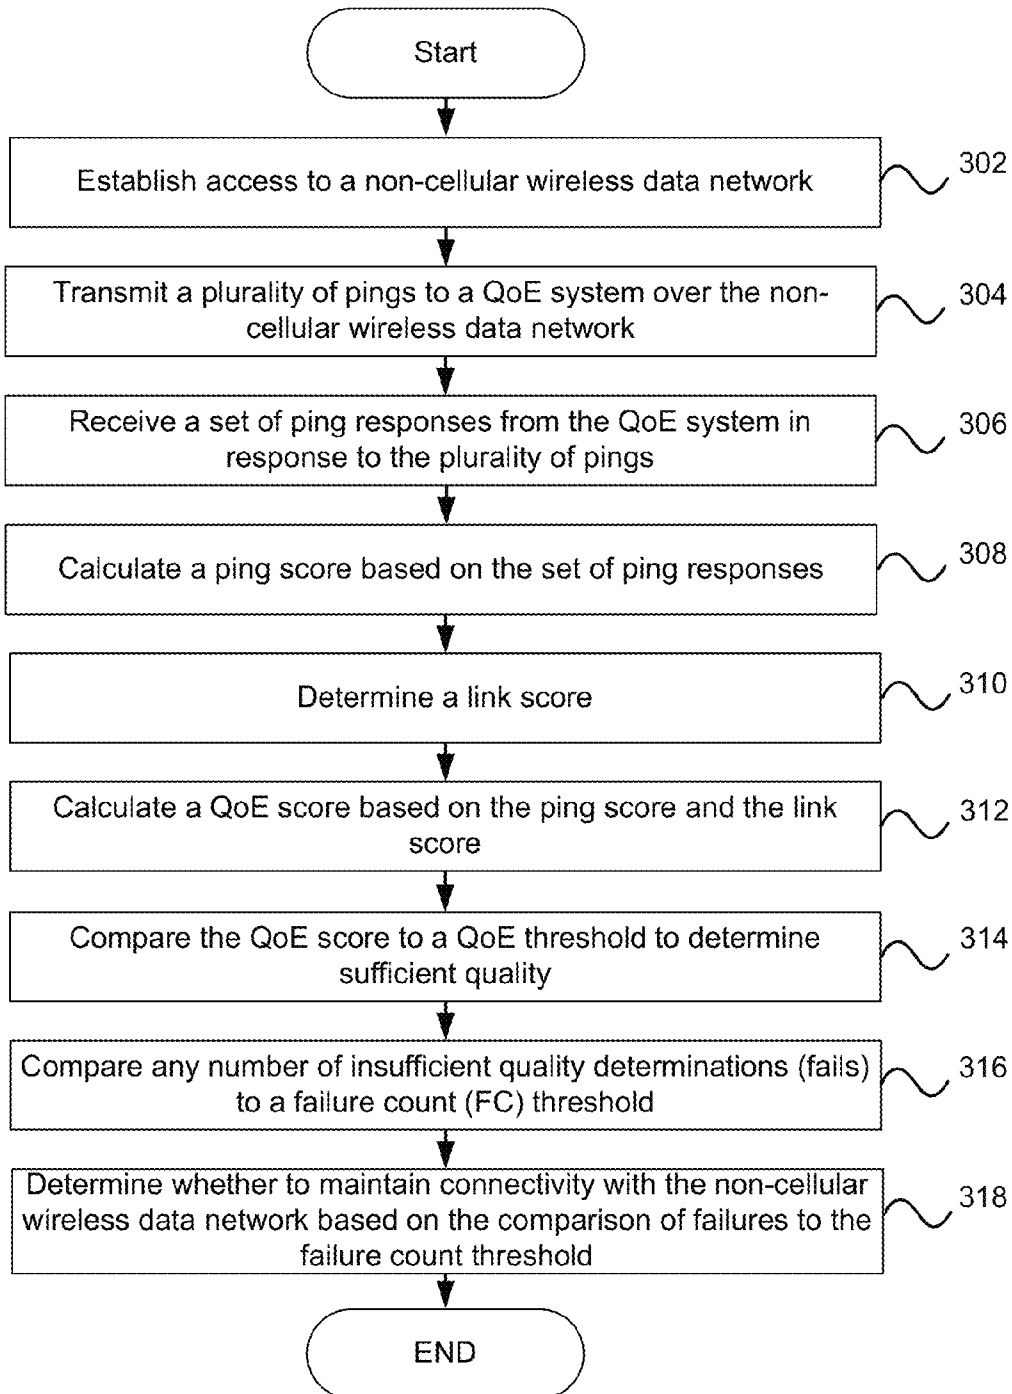 Start
Establish access to a non-cellular wireless data network
302
Transmit a plurality of pings to a QoE system over the non-
cellular wireless data network
304
Receive a set of ping responses from the QoE system in
response to the plurality of pings
306
Calculate a ping score based on the set of ping responses
308
Determine a link score
310
Calculate a QoE score based on the ping score and the link
score
312
Compare the QoE score to a QoE threshold to determine
sufficient quality
314
Compare any number of insufficient quality determinations (fails)
to a failure count (FC) threshold
316
Determine whether to maintain connectivity with the non-cellular
wireless data network based on the comparison of failures to the
failure count threshold
318
END